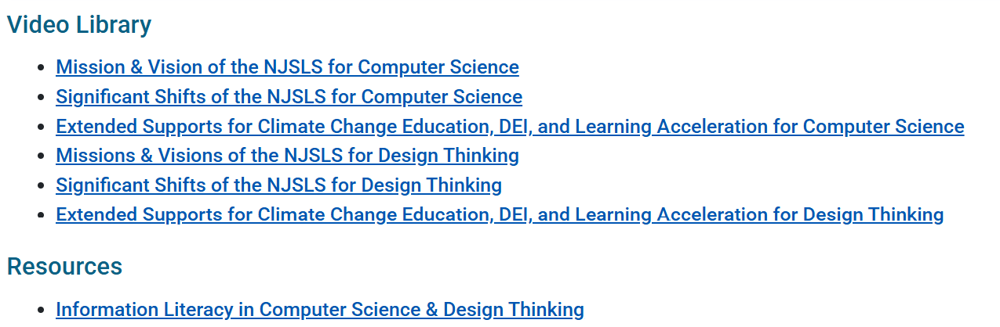 Video Library
Mission & Vision of the NJSLS for Computer Science
Significant Shifts of the NJSLS for Computer Science
Extended Supports for Climate Change Education, DEI, and Learning Acceleration for Computer Science
Missions & Visions of the NJSLS for Design Thinking
Significant Shifts of the NJSLS for Design Thinking
Extended Supports for Climate Change Education, DEI, and Learning Acceleration for Design Thinking
Resources
Information Literacy in Computer Science & Design Thinking